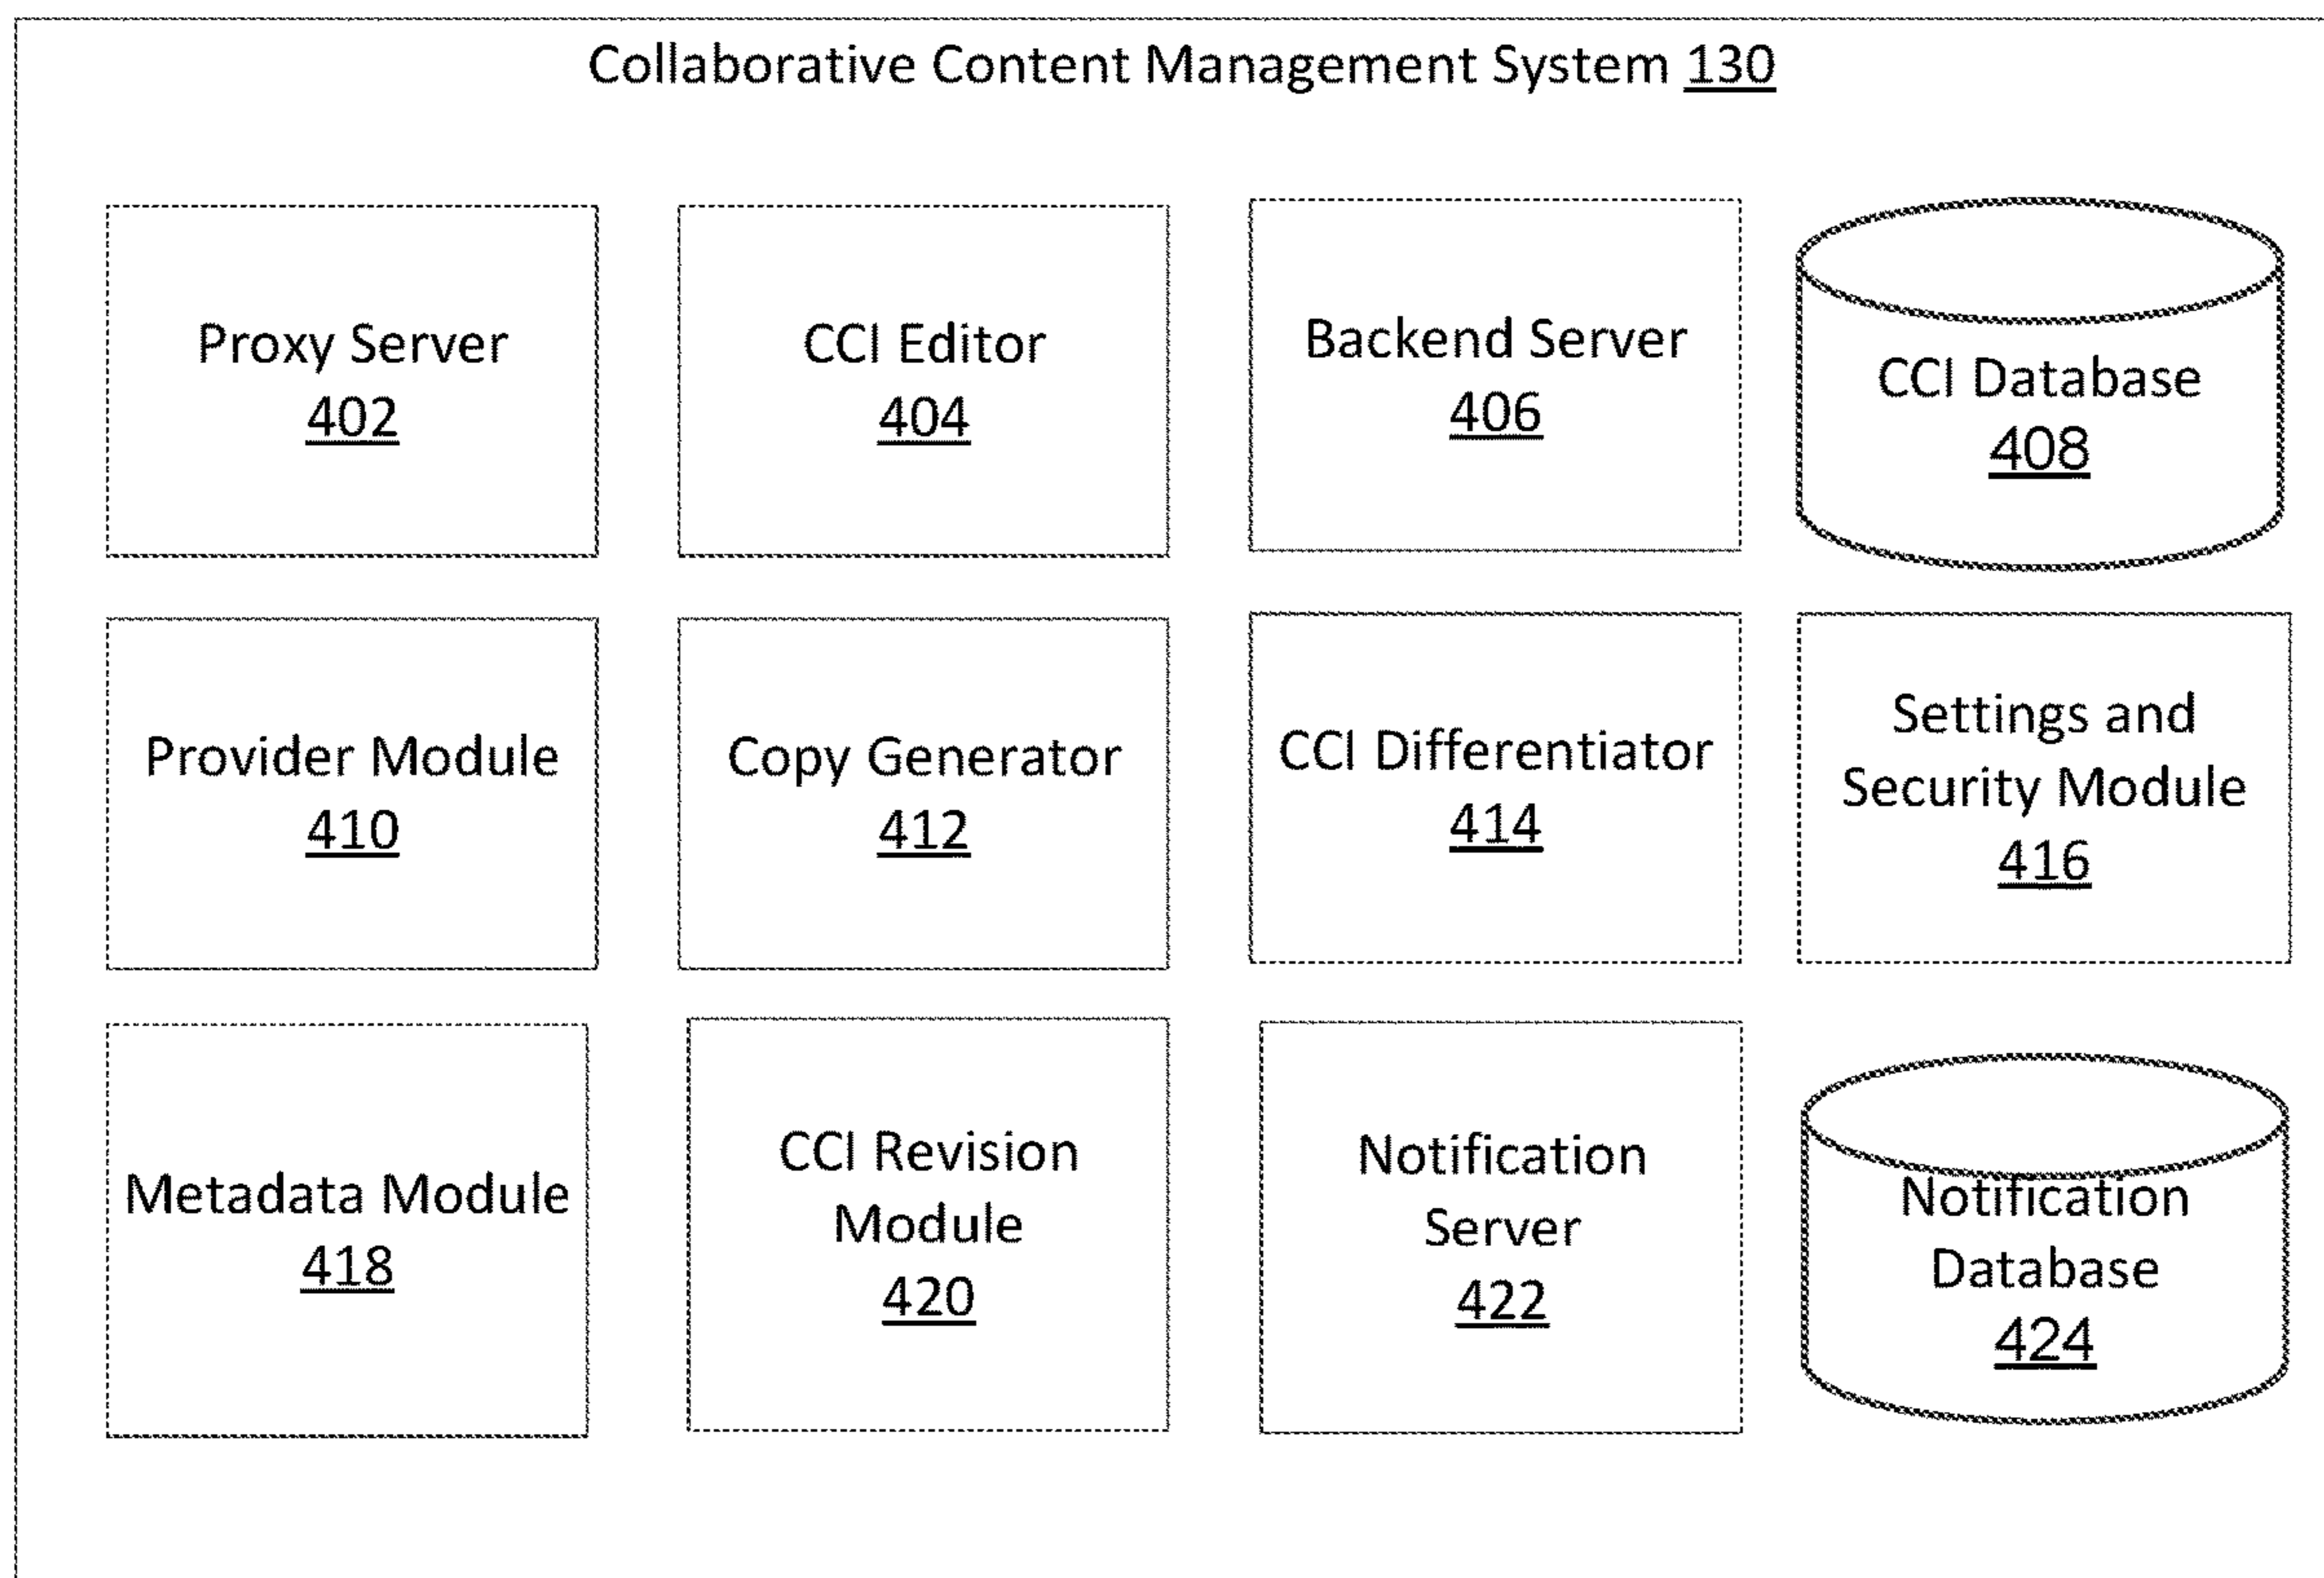 Collaborative Content Management System 130
Proxy Server
402
CCI Editor
404
Backend Server
406
CCI Database
408
Provider Module
410
Copy Generator
412
CCI Differentiator
414
Settings and
Security Module
416
Metadata Module
418
CCI Revision
Module
420
Notification
Server
422
Notification
Database
424